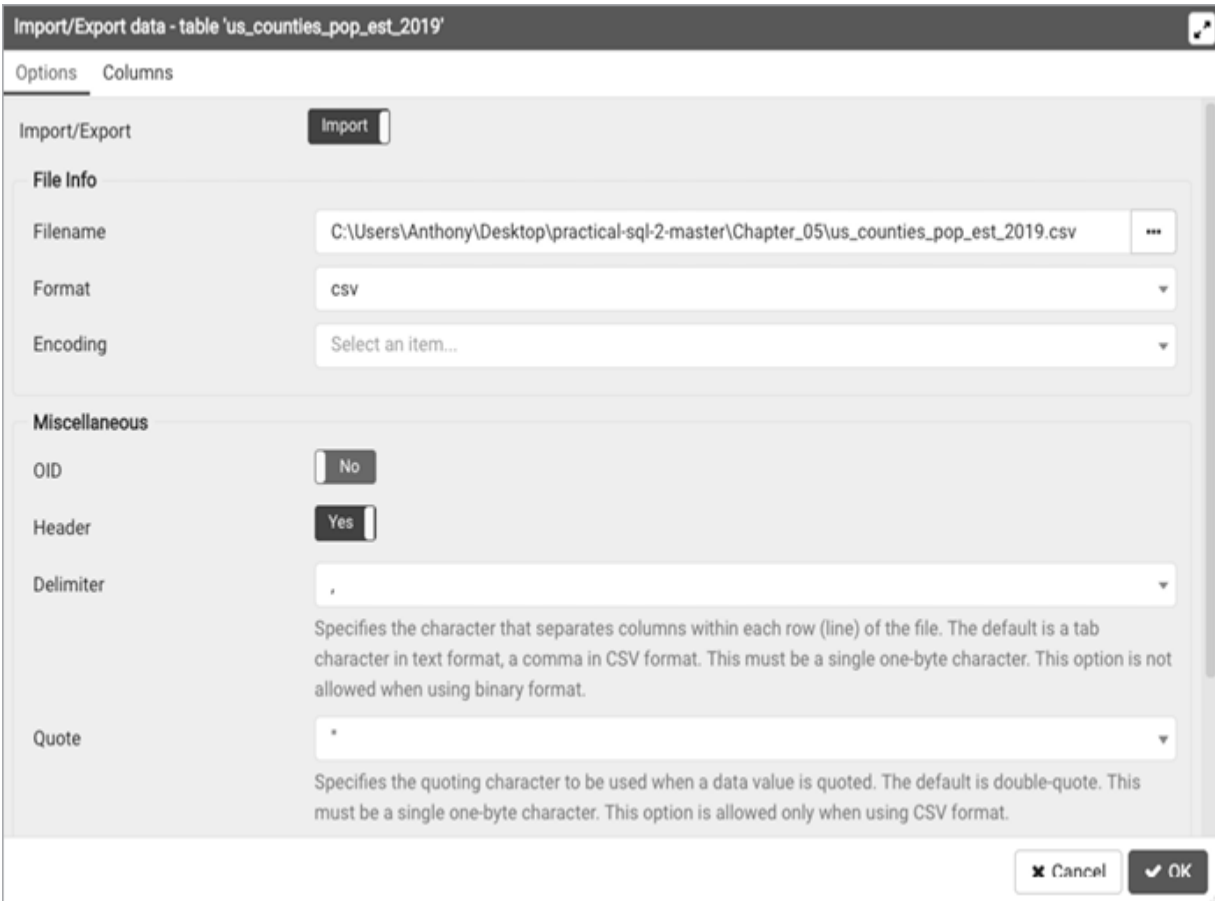 Import/Export data - table 'us_counties_pop_est_2019'
Options Columns
Import/Export Import
File Info
Filename C:\Users\Anthony\Desktop\practical-sql-2-master\Chapter_05\us_counties_pop_est_2019.csv •••
Format csv
Encoding Select an item...
Miscellaneous
OID No
Header Yes
Delimiter ,
Specifies the character that separates columns within each row (line) of the file. The default is a tab
character in text format, a comma in CSV format. This must be a single one-byte character. This option is not
allowed when using binary format.
Quote "
Specifies the quoting character to be used when a data value is quoted. The default is double-quote. This
must be a single one-byte character. This option is allowed only when using CSV format.
Cancel OK